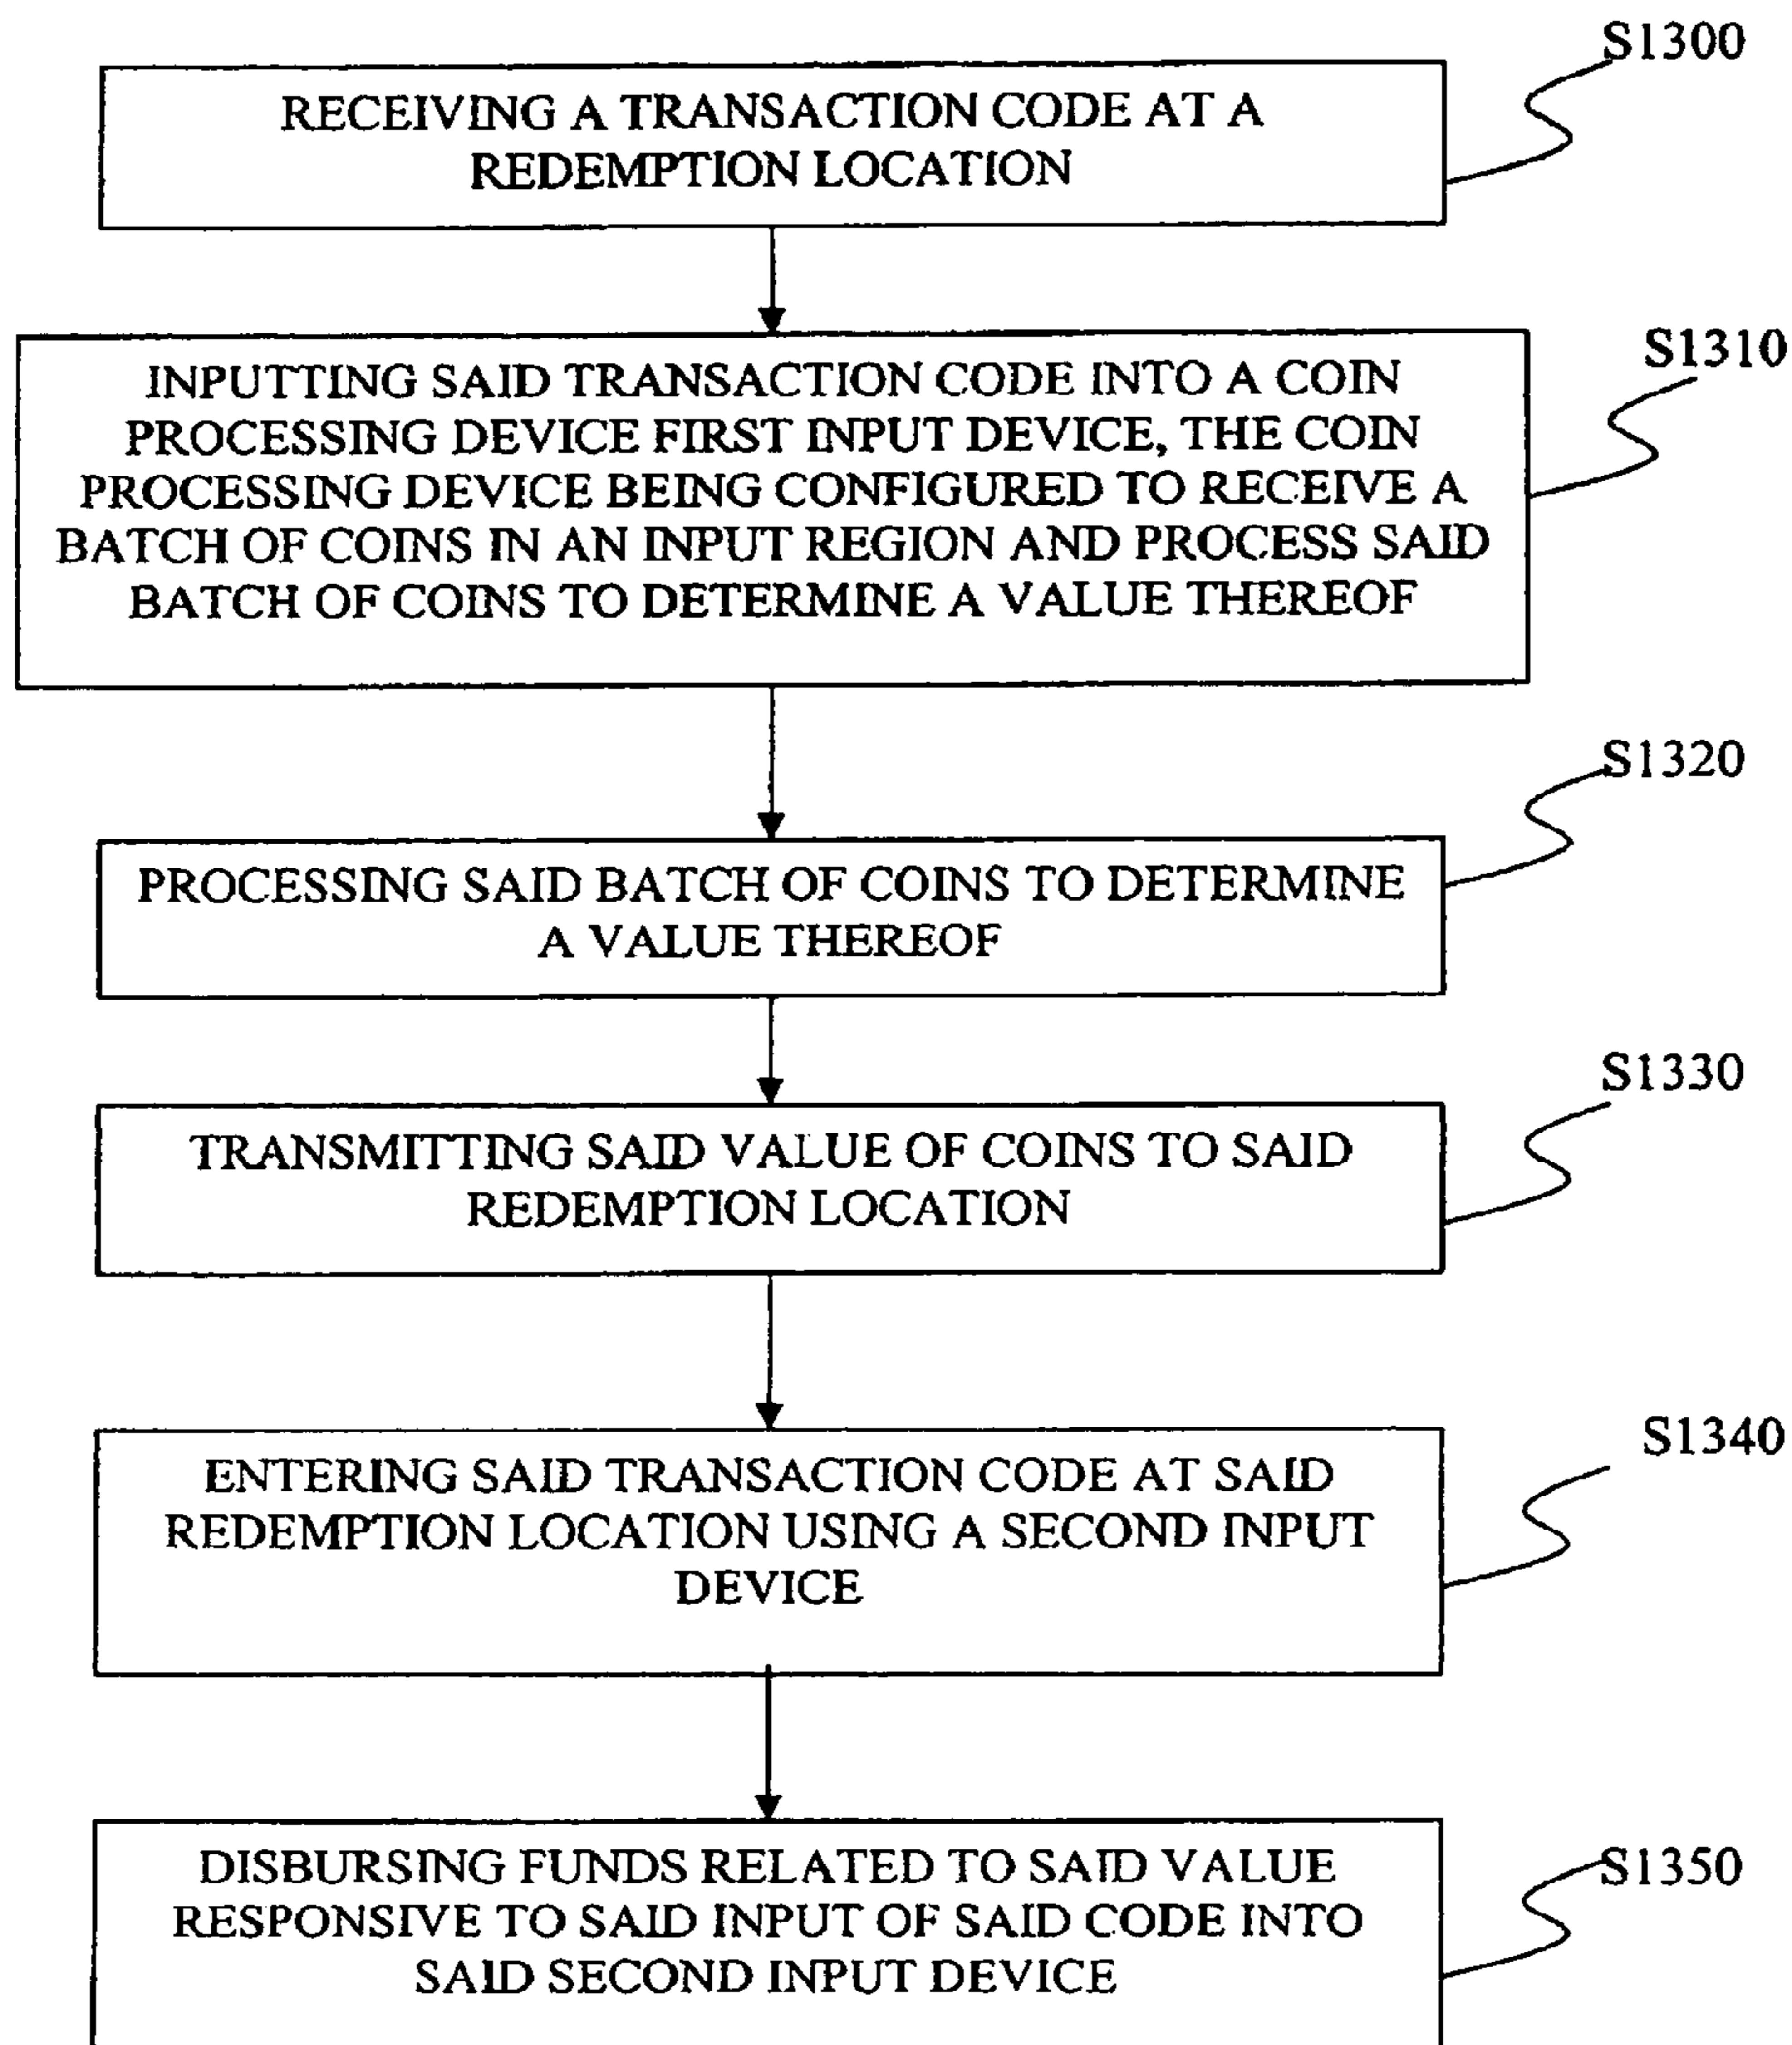 S1300
RECEIVING A TRANSACTION CODE AT A
REDEMPTION LOCATION
S1310
INPUTTING SAID TRANSACTION CODE INTO A COIN
PROCESSING DEVICE FIRST INPUT DEVICE, THE COIN
PROCESSING DEVICE BEING CONFIGURED TO RECEIVE A
BATCH OF COINS IN AN INPUT REGION AND PROCESS SAID
BATCH OF COINS TO DETERMINE A VALUE THEREOF
S1320
PROCESSING SAID BATCH OF COINS TO DETERMINE
A VALUE THEREOF
S1330
TRANSMITTING SAID VALUE OF COINS TO SAID
REDEMPTION LOCATION
S1340
ENTERING SAID TRANSACTION CODE AT SAID
REDEMPTION LOCATION USING A SECOND INPUT
DEVICE
S1350
DISBURSING FUNDS RELATED TO SAID VALUE
RESPONSIVE TO SAID INPUT OF SAID CODE INTO
SAID SECOND INPUT DEVICE